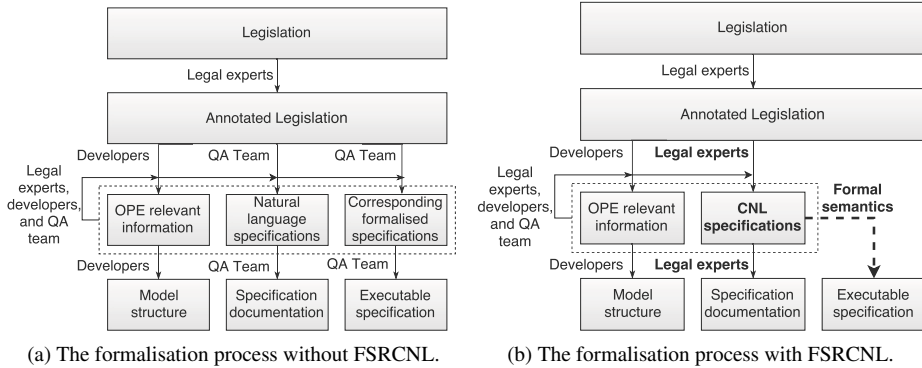 Legislation
Legal experts
Annotated Legislation
Developers
QA Team
QA Team
Legal
experts,
developers,
and QA
team
OPE relevant
information
Natural
language
specifications
Corresponding
formalised
specifications
Developers
QA Team
QA Team
Model
structure
Specification
documentation
Executable
specification
(a) The formalisation process without FSRCNL.
Legislation
Legal experts
Annotated Legislation
Developers
Legal experts
Legal
experts,
developers,
and QA
team
OPE relevant
information
CNL
specifications
Formal
semantics
Developers
Legal experts
Model
structure
Specification
documentation
Executable
specification
(b) The formalisation process with FSRCNL.